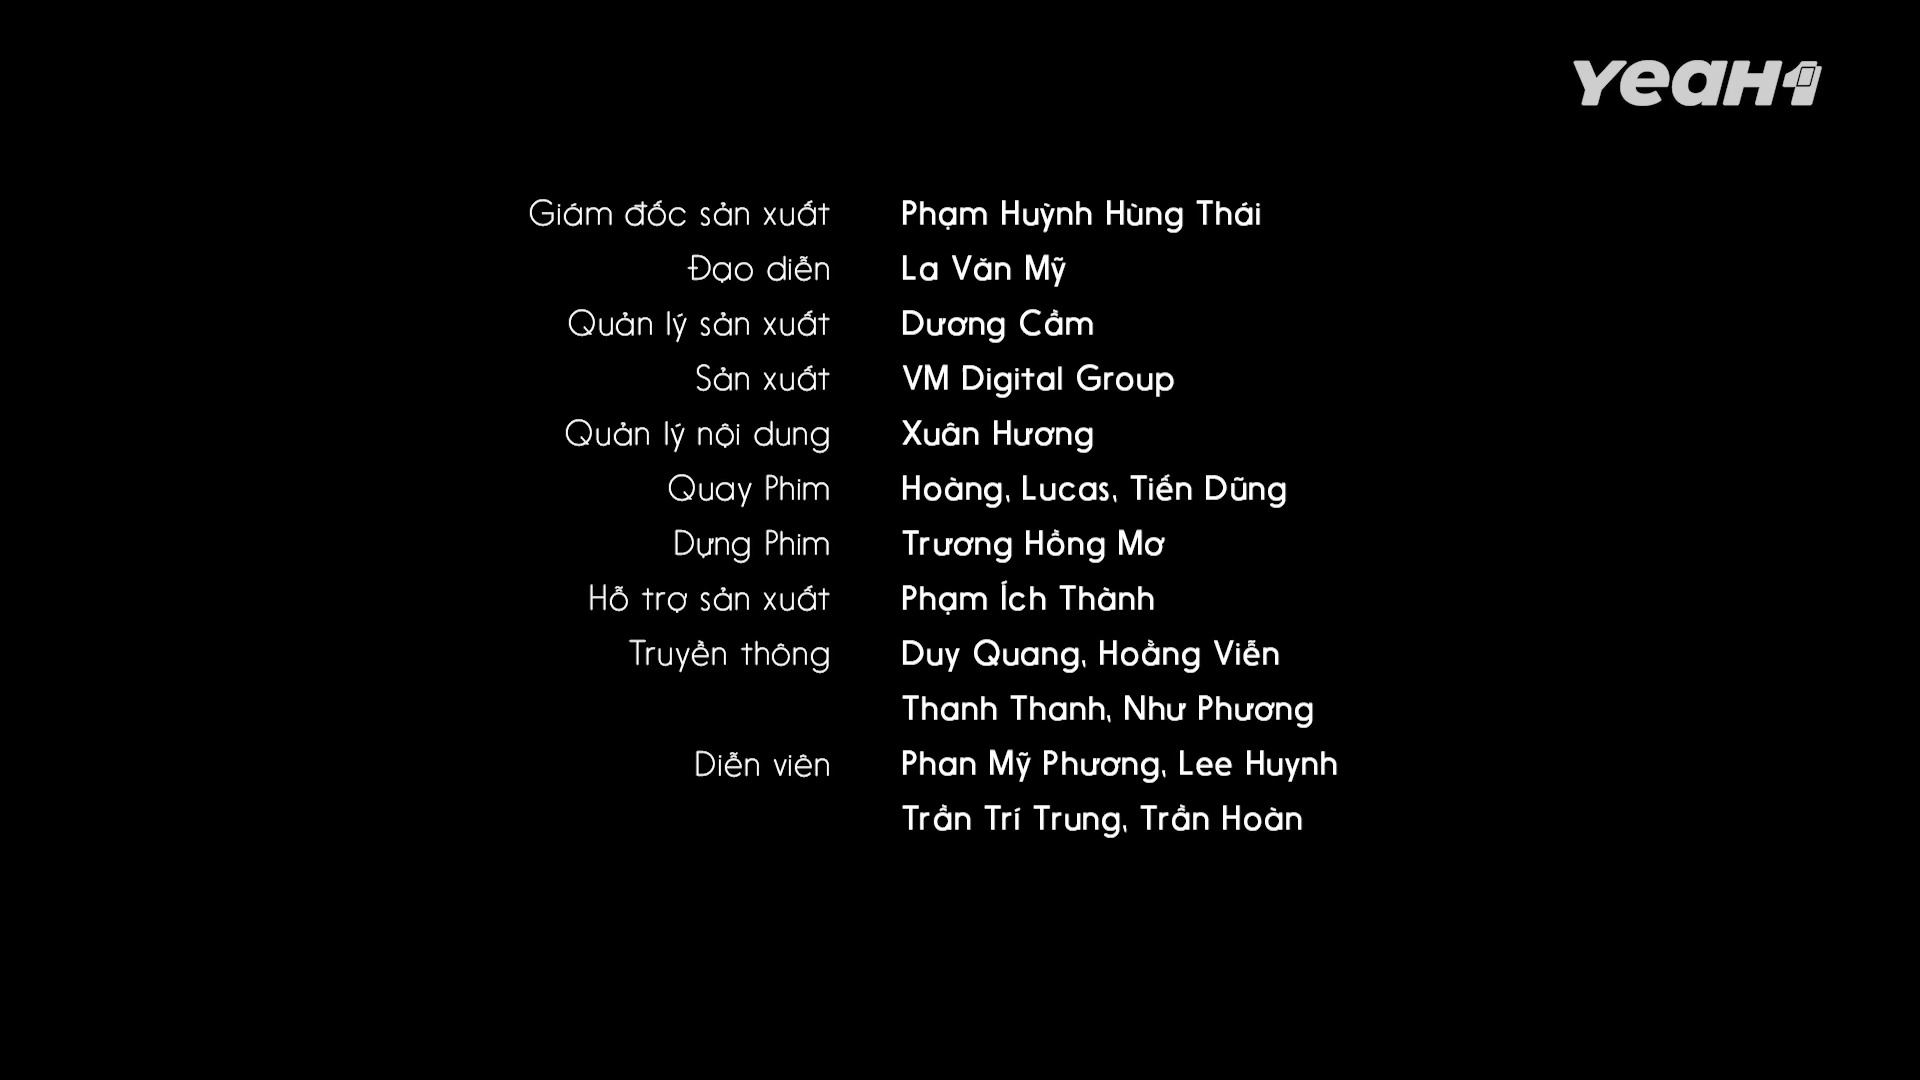 YEAH1
Giám đốc sản xuất Phạm Huỳnh Hùng Thái
Đạo diễn La Văn Mỹ
Quản lý sản xuất Dương Cầm
Sản xuất VM Digital Group
Quản lý nội dung Xuân Hương
Quay Phim Hoàng, Lucas, Tiến Dũng
Dựng Phim Trương Hồng Mơ
Hỗ trợ sản xuất Phạm Ích Thành
Truyền thông Duy Quang, Hoằng Viễn
Thanh Thanh, Như Phương
Diễn viên Phan Mỹ Phương, Lee Huynh
Trần Trí Trung, Trần Hoàn